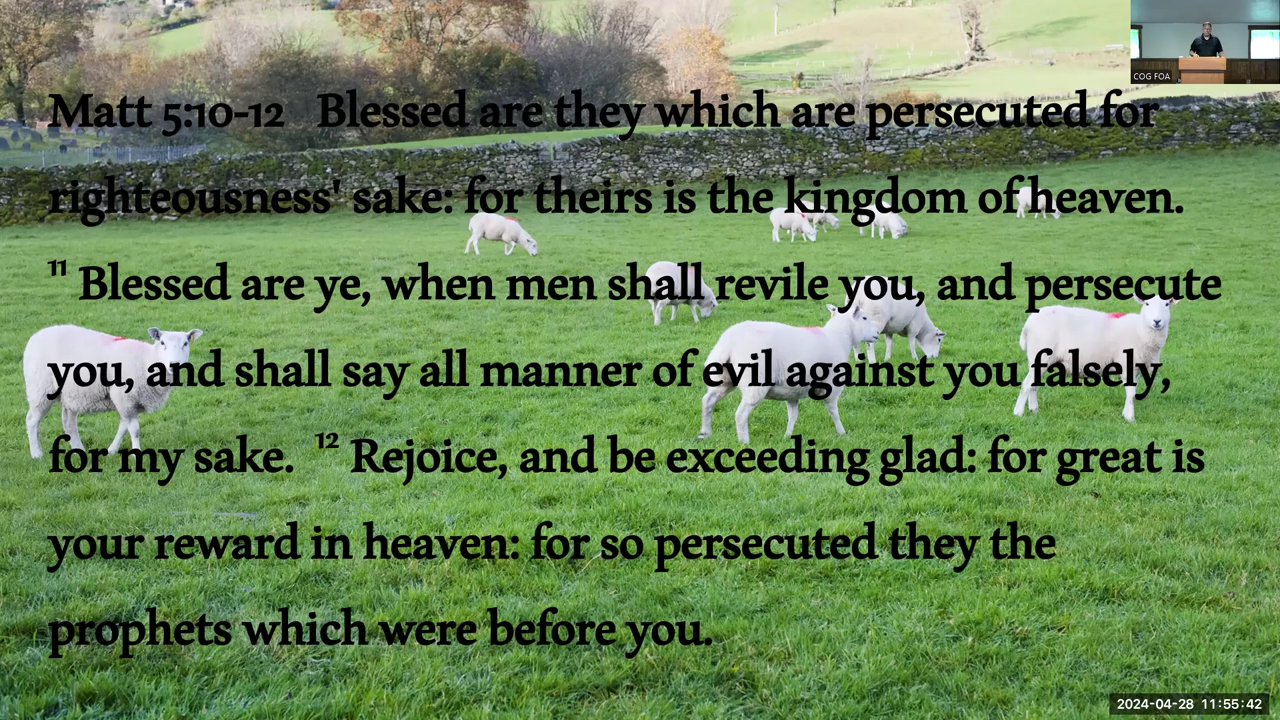 COG FOA
Matt 5:10-12   Blessed are they which are persecuted for
righteousness' sake: for theirs is the kingdom of heaven.
11 Blessed are ye, when men shall revile you, and persecute
you, and shall say all manner of evil against you falsely,
for my sake.  12 Rejoice, and be exceeding glad: for great is
your reward in heaven: for so persecuted they the
prophets which were before you.
2024-04-28 11:55:42